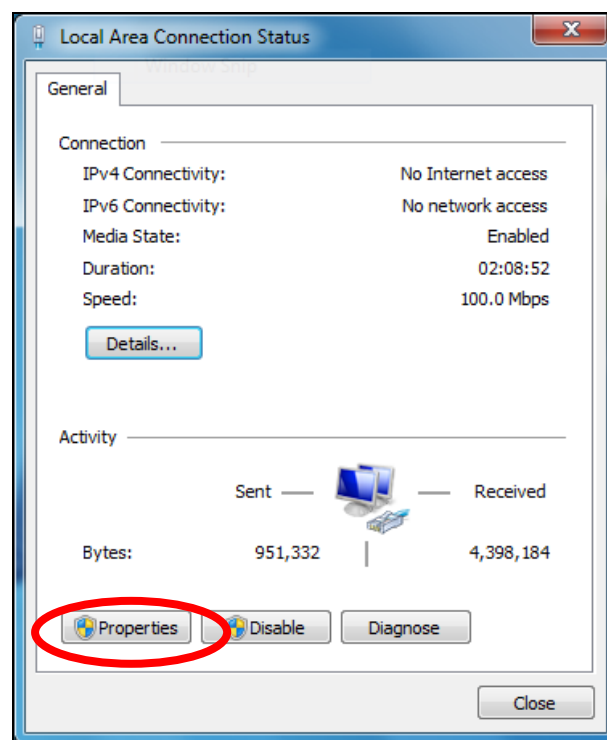 Local Area Connection Status
Window Snip
General
Connection
IPv4 Connectivity: No Internet access
IPv6 Connectivity: No network access
Media State: Enabled
Duration: 02:08:52
Speed: 100.0 Mbps
Details...
Activity
Sent Received
Bytes: 951,332 4,398,184
Properties Disable Diagnose
Close